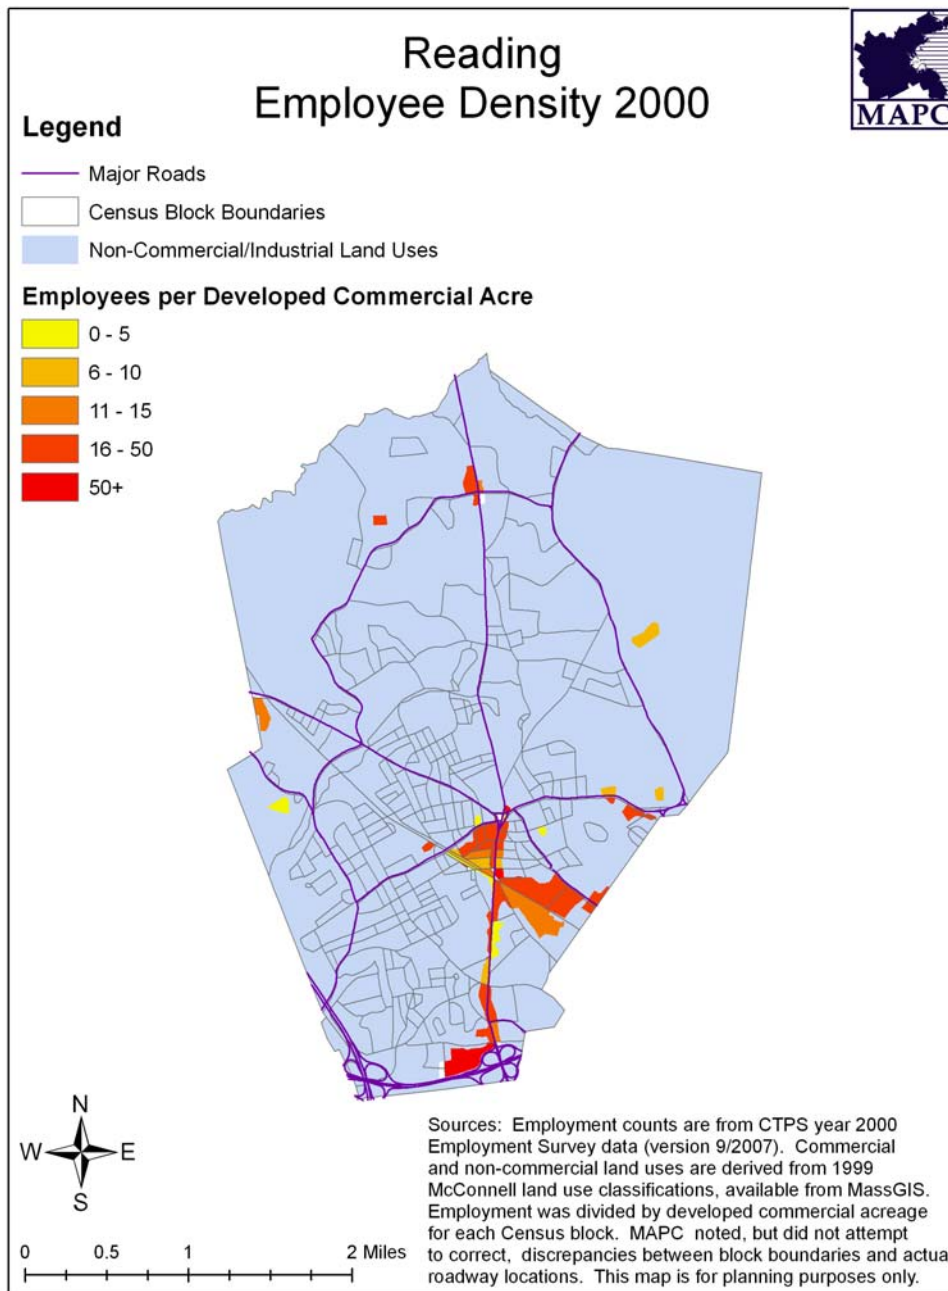 Reading
Employee Density 2000
MAPC
Legend
Major Roads
Census Block Boundaries
Non-Commercial/Industrial Land Uses
Employees per Developed Commercial Acre
0 - 5
6 - 10
11 - 15
16 - 50
50+
N
W E
S
0 0.5 1 2 Miles
Sources: Employment counts are from CTPS year 2000
Employment Survey data (version 9/2007). Commercial
and non-commercial land uses are derived from 1999
McConnell land use classifications, available from MassGIS.
Employment was divided by developed commercial acreage
for each Census block. MAPC noted, but did not attempt
to correct, discrepancies between block boundaries and actua
roadway locations. This map is for planning purposes only.